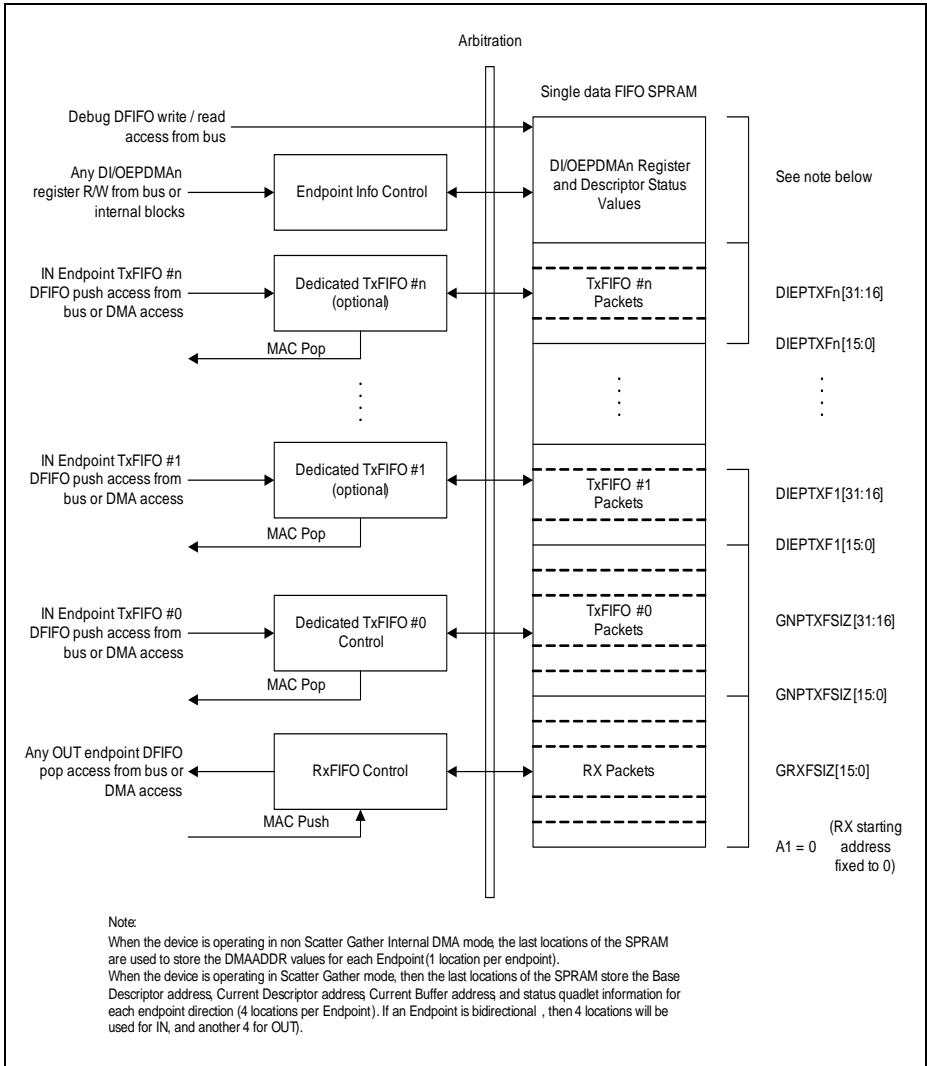 Arbitration
Single data FIFO SPRAM
Debug DFIFO write / read
access from bus
Any DI/OEPDMAn
register R/W from bus or
internal blocks
Endpoint Info Control
DI/OEPDMAn Register
and Descriptor Status
Values
See note below
IN Endpoint TxFIFO #n
DFIFO push access from
bus or DMA access
Dedicated TxFIFO #n
(optional)
MAC Pop
TxFIFO #n
Packets
DIEPTXFn[31:16]
DIEPTXFn[15:0]
IN Endpoint TxFIFO #1
DFIFO push access from
bus or DMA access
Dedicated TxFIFO #1
(optional)
MAC Pop
TxFIFO #1
Packets
DIEPTXF1[31:16]
DIEPTXF1[15:0]
IN Endpoint TxFIFO #0
DFIFO push access from
bus or DMA access
Dedicated TxFIFO #0
Control
MAC Pop
TxFIFO #0
Packets
GNPTXFSIZ[31:16]
GNPTXFSIZ[15:0]
Any OUT endpoint DFIFO
pop access from bus or
DMA access
RxFIFO Control
MAC Push
RX Packets
GRXFSIZ[15:0]
A1 = 0
(RX starting
address
fixed to 0)
Note:
When the device is operating in non Scatter Gather Internal DMA mode, the last locations of the SPRAM
are used to store the DMAADDR values for each Endpoint(1 location per endpoint).
When the device is operating in Scatter Gather mode, then the last locations of the SPRAM store the Base
Descriptor address, Current Descriptor address, Current Buffer address, and status quadlet information for
each endpoint direction (4 locations per Endpoint). If an Endpoint is bidirectional , then 4 locations will be
used for IN, and another 4 for OUT).